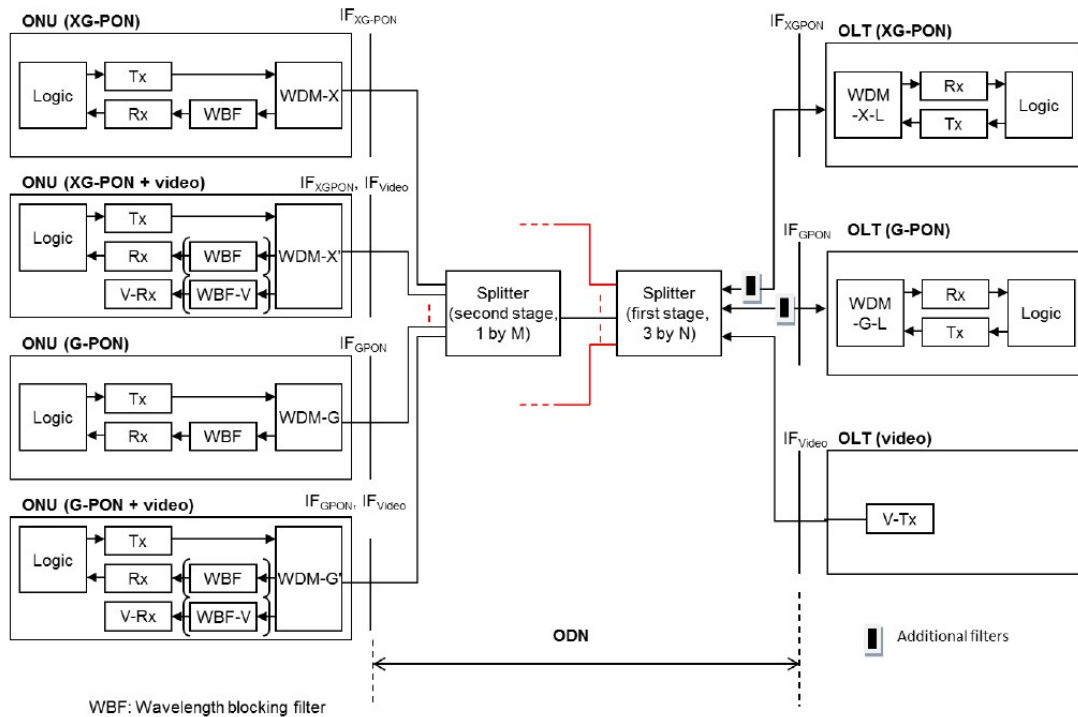 ONU (XG-PON)
IFXG-PON
Logic
Tx
Rx
WBF
WDM-X
ONU (XG-PON + video)
IFXGPON, IFVideo
Logic
Tx
Rx
WBF
V-Rx
WBF-V
WDM-X'
ONU (G-PON)
IFGPON
Logic
Tx
Rx
WBF
WDM-G
ONU (G-PON + video)
IFGPON, IFVideo
Logic
Tx
Rx
WBF
V-Rx
WBF-V
WDM-G'
Splitter
(second stage,
1 by M)
Splitter
(first stage,
3 by N)
IFXGPON
OLT (XG-PON)
WDM
-X-L
Rx
Tx
Logic
IFGPON
OLT (G-PON)
WDM
-G-L
Rx
Tx
Logic
IFVideo
OLT (video)
V-Tx
ODN
Additional filters
WBF: Wavelength blocking filter